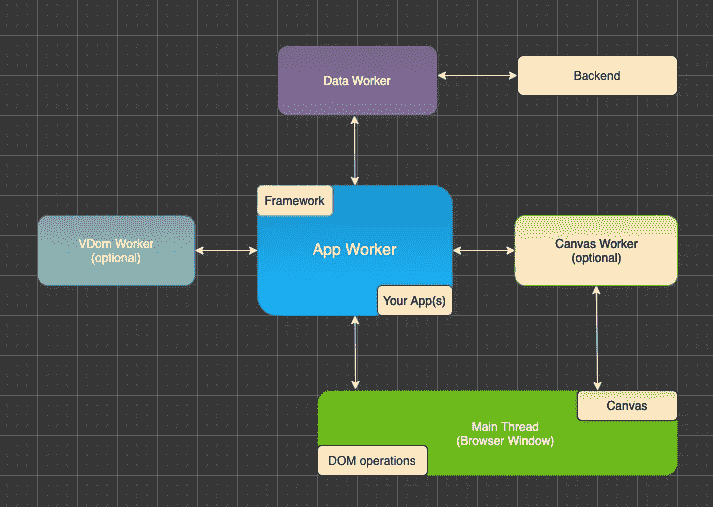 Data Worker
Backend
Framework
VDom Worker
(optional)
App Worker
Canvas Worker
(optional)
Your App(s)
Canvas
Main Thread
(Browser Window)
DOM operations